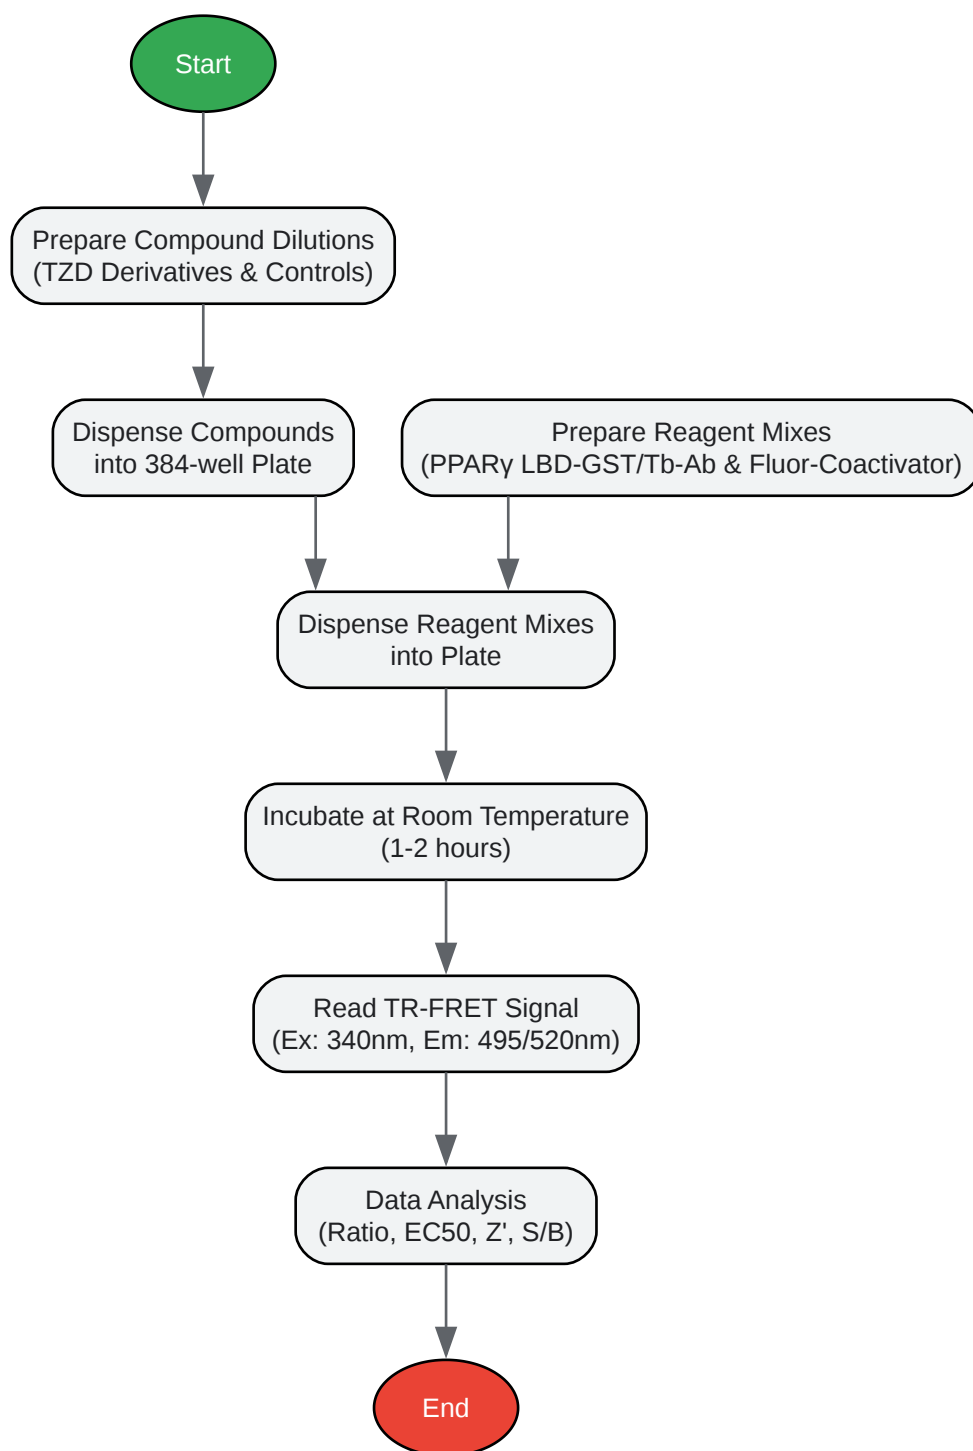 Start
Prepare Compound Dilutions
(TZD Derivatives & Controls)
Dispense Compounds
into 384-well Plate
Prepare Reagent Mixes
(PPARγ LBD-GST/Tb-Ab & Fluor-Coactivator)
Dispense Reagent Mixes
into Plate
Incubate at Room Temperature
(1-2 hours)
Read TR-FRET Signal
(Ex: 340nm, Em: 495/520nm)
Data Analysis
(Ratio, EC50, Z', S/B)
End